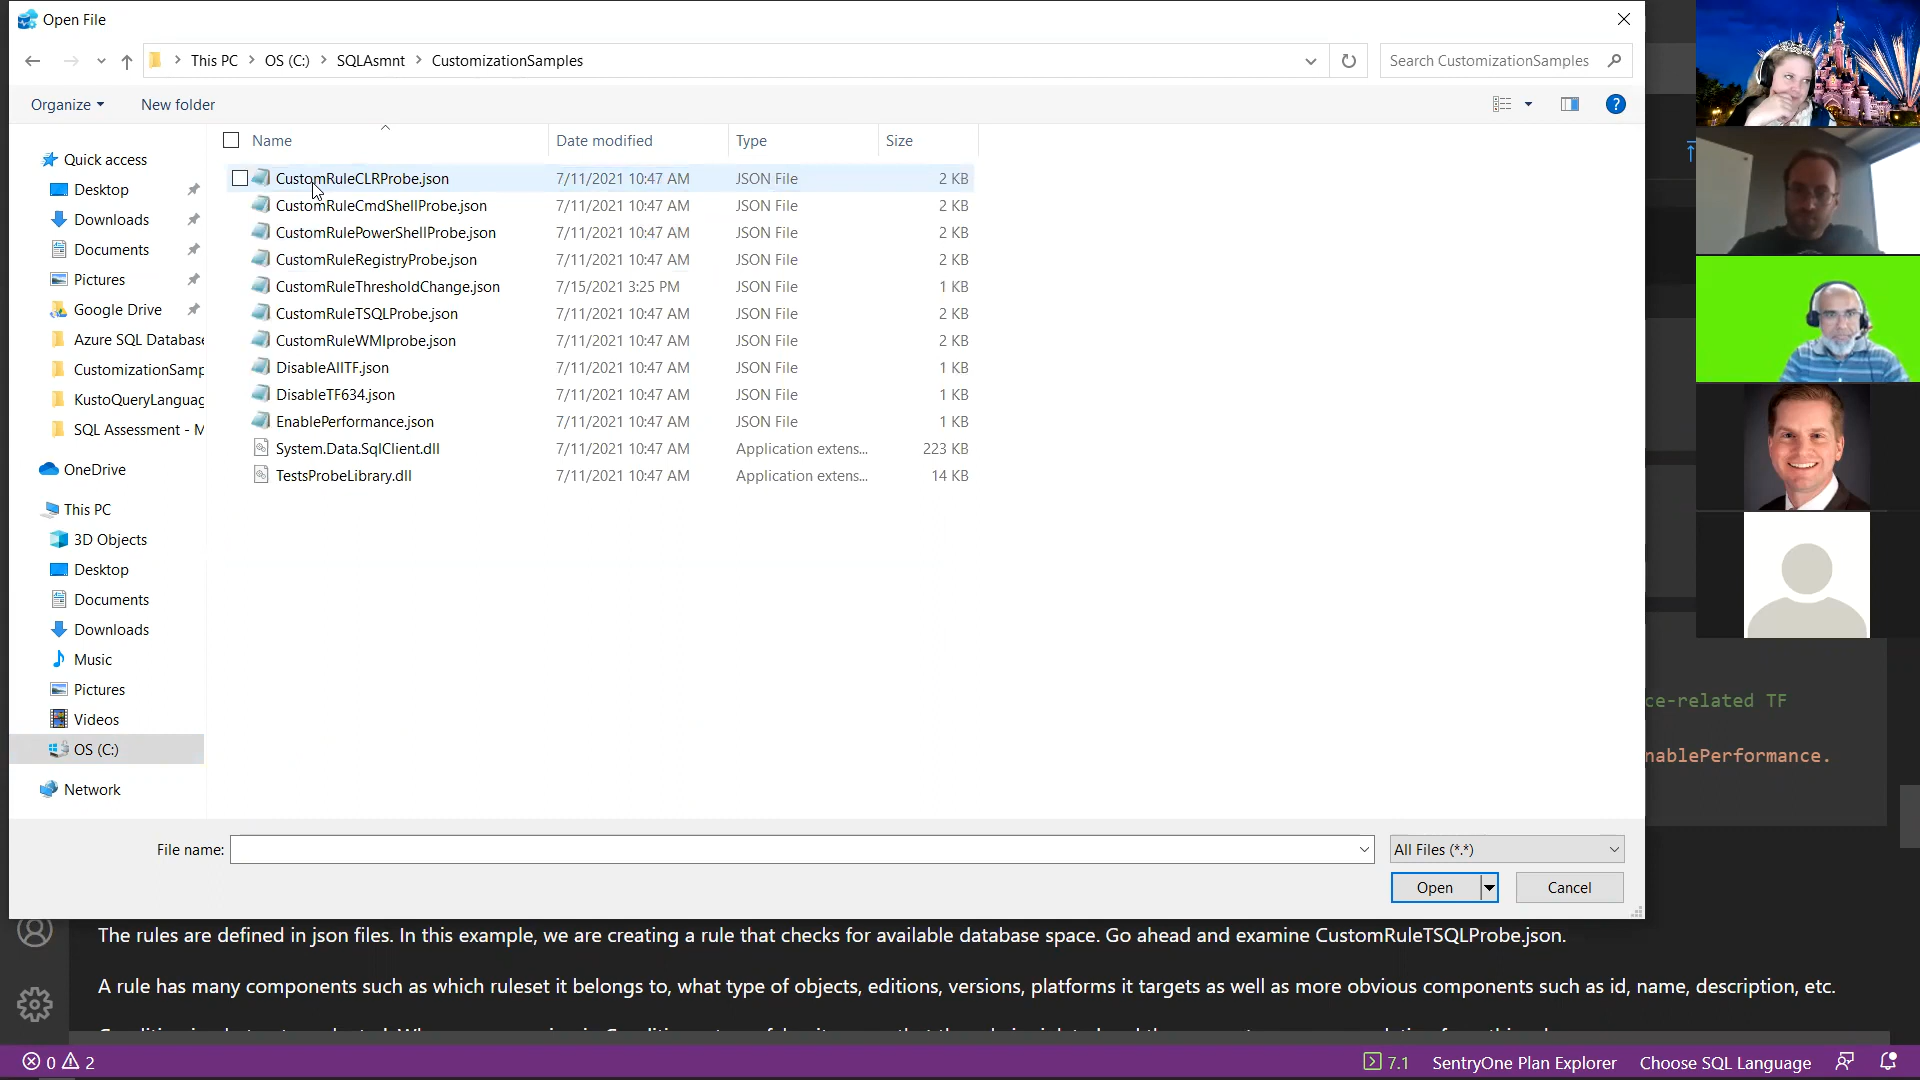 Open File
This PC > OS (C:) > SQLAsmnt > CustomizationSamples
Search CustomizationSamples
Organize
New folder
Name Date modified Type Size
Quick access
Desktop
Downloads
Documents
Pictures
Google Drive
Azure SQL Database
CustomizationSamp
KustoQueryLanguag
SQL Assessment - M
OneDrive
This PC
3D Objects
Desktop
Documents
Downloads
Music
Pictures
Videos
OS (C:)
Network
CustomRuleCLRProbe.json 7/11/2021 10:47 AM JSON File 2 KB
CustomRuleCmdShellProbe.json 7/11/2021 10:47 AM JSON File 2 KB
CustomRulePowerShellProbe.json 7/11/2021 10:47 AM JSON File 2 KB
CustomRuleRegistryProbe.json 7/11/2021 10:47 AM JSON File 2 KB
CustomRuleThresholdChange.json 7/15/2021 3:25 PM JSON File 1 KB
CustomRuleTSQLProbe.json 7/11/2021 10:47 AM JSON File 2 KB
CustomRuleWMIprobe.json 7/11/2021 10:47 AM JSON File 2 KB
DisableAllTF.json 7/11/2021 10:47 AM JSON File 1 KB
DisableTF634.json 7/11/2021 10:47 AM JSON File 1 KB
EnablePerformance.json 7/11/2021 10:47 AM JSON File 1 KB
System.Data.SqlClient.dll 7/11/2021 10:47 AM Application extens... 223 KB
TestsProbeLibrary.dll 7/11/2021 10:47 AM Application extens... 14 KB
ce-related TF
nablePerformance.
File name:
All Files (*.*)
Open
Cancel
The rules are defined in json files. In this example, we are creating a rule that checks for available database space. Go ahead and examine CustomRuleTSQLProbe.json.
A rule has many components such as which ruleset it belongs to, what type of objects, editions, versions, platforms it targets as well as more obvious components such as id, name, description, etc.
0 2
7.1 SentryOne Plan Explorer Choose SQL Language